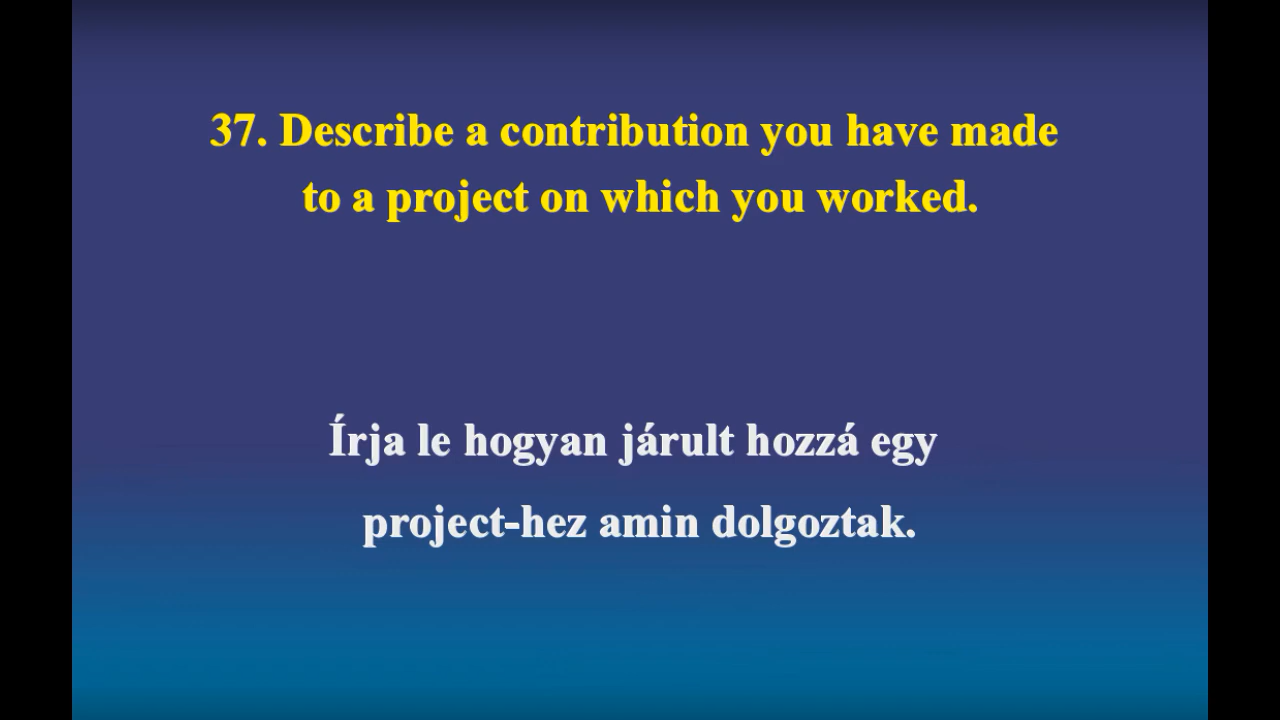 37. Describe a contribution you have made
to a project on which you worked.
Írja le hogyan járult hozzá egy
project-hez amin dolgoztak.